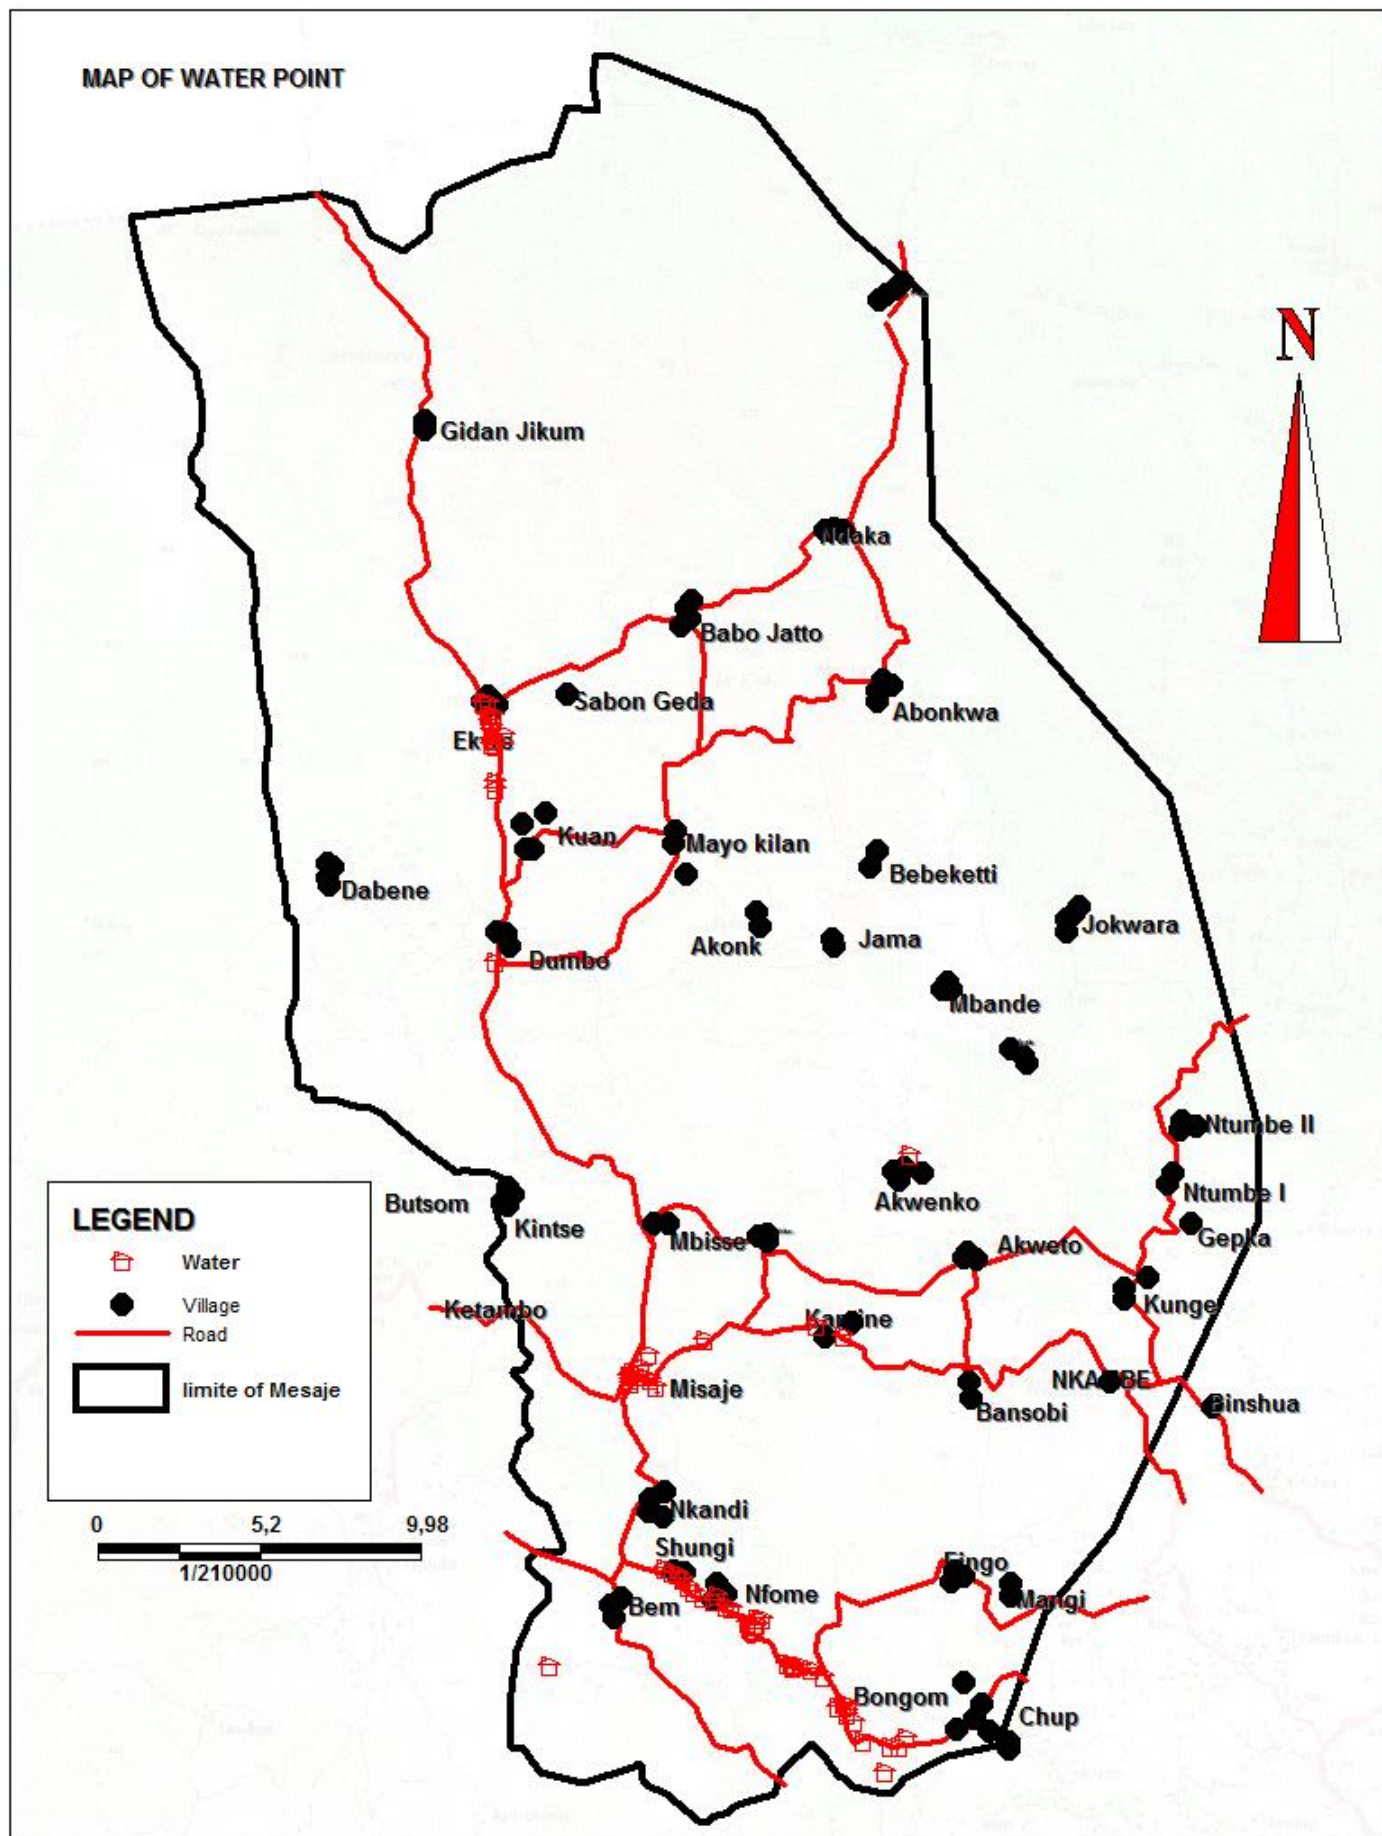 MAP OF WATER POINT
N
Gidan Jikum
Ndaka
Babo Jatto
Sabon Geda
Abonkwa
Kuan
Mayo kilan
Bebeketti
Dabene
Akonk
Jama
Jokwara
Dumbo
Mbande
Ntumbe II
Akwenko
Ntumbe I
Butsom
Kintse
Mbisse
Akweto
Gepka
Kunge
Ketambo
Misaje
Bansobi
Binshua
Nkandi
Shungi
Nfome
Bem
Fingo
Mangi
Bongom
Chup
LEGEND
Water
Village
Road
limite of Mesaje
0 5,2 9,98
1/210000